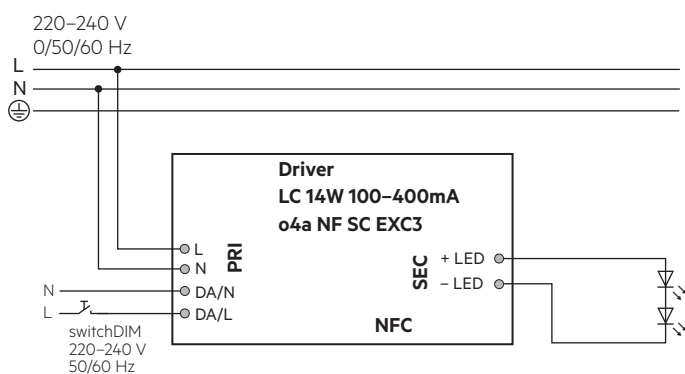 220–240 V
0/50/60 Hz
L
N
Driver
LC 14W 100–400mA
o4a NF SC EXC3
L
N
PRI
DA/N
DA/L
SEC
+ LED
– LED
NFC
N
L
switchDIM
220–240 V
50/60 Hz